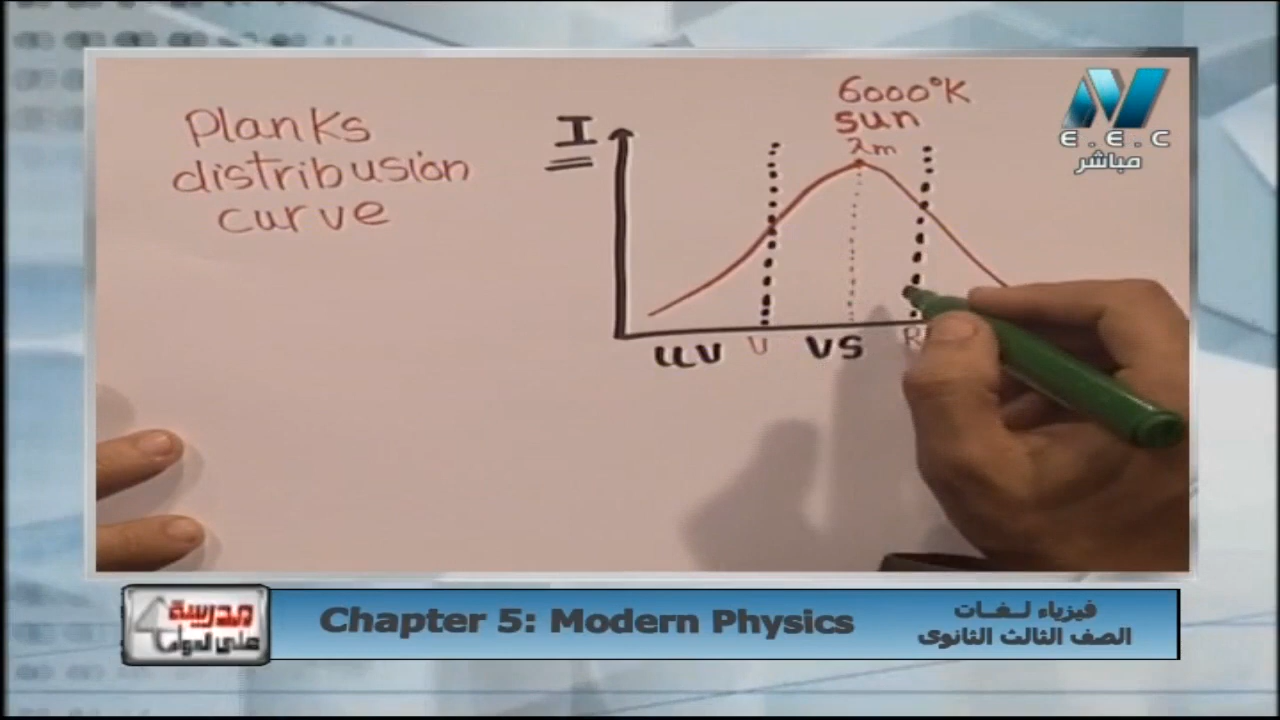 Planks
distribusion
curve
6000°K
sun
λm
I
UV
V
VS
R
E.E.C
مباشر
مدرسة
على الهواء
Chapter 5: Modern Physics
فيزياء لـغـات
الصف الثالث الثانوى